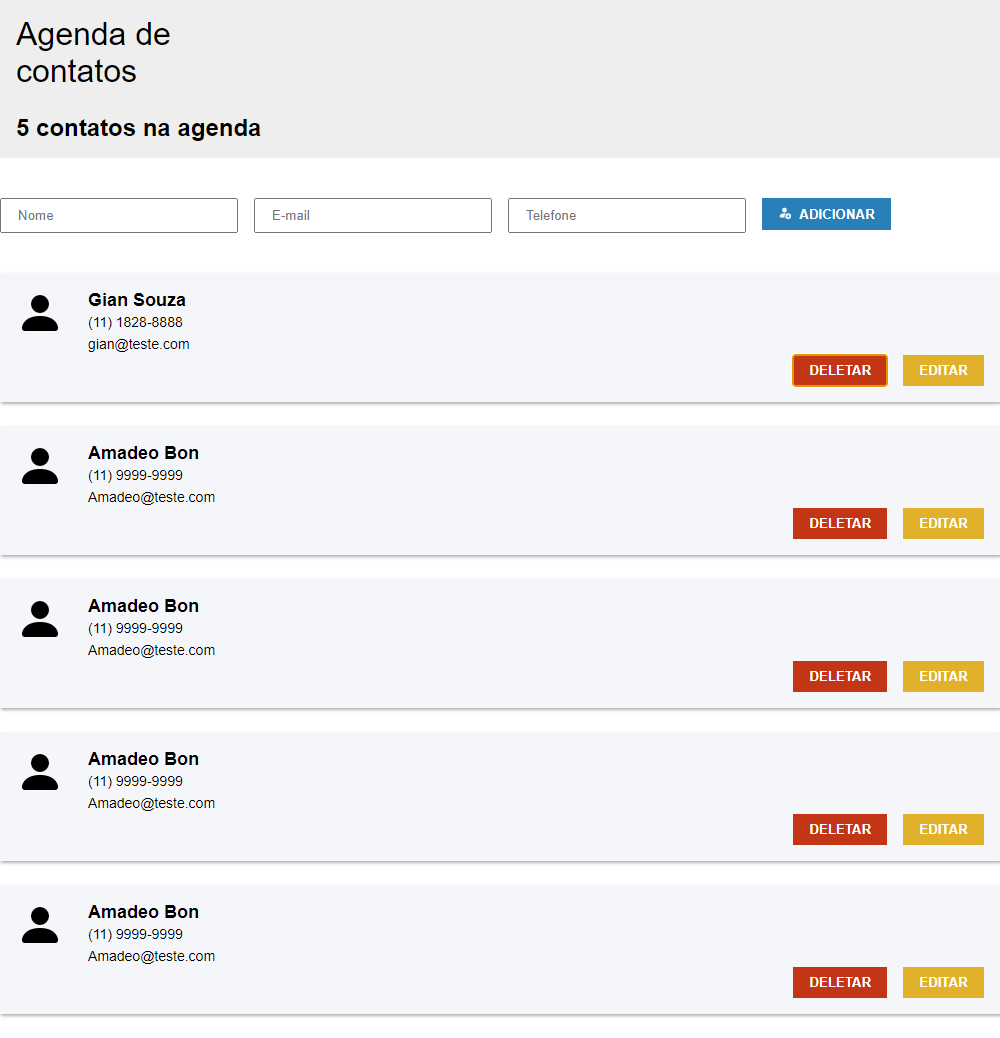 Agenda de
contatos
5 contatos na agenda
Nome E-mail Telefone ADICIONAR
Gian Souza
(11) 1828-8888
gian@teste.com
DELETAR EDITAR
Amadeo Bon
(11) 9999-9999
Amadeo@teste.com
DELETAR EDITAR
Amadeo Bon
(11) 9999-9999
Amadeo@teste.com
DELETAR EDITAR
Amadeo Bon
(11) 9999-9999
Amadeo@teste.com
DELETAR EDITAR
Amadeo Bon
(11) 9999-9999
Amadeo@teste.com
DELETAR EDITAR